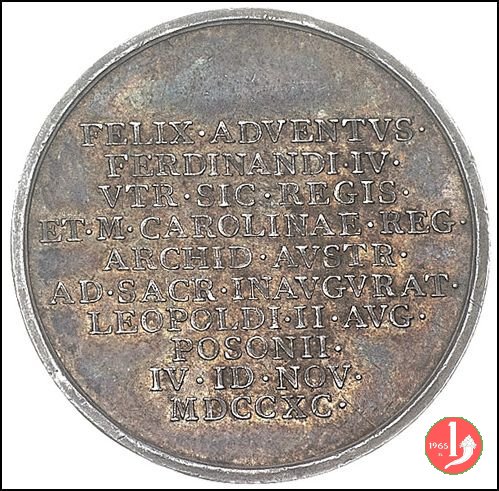 FELIX·ADVENTVS·
FERDINANDI·IV·
VTR·SIC·REGIS·
ET·M·CAROLINAE·REG·
ARCHID·AVSTR·
AD·SACR·INAVGVRAT·
LEOPOLDI·II·AVG·
POSONII·
IV·ID·NOV·
MDCCXC·
1965